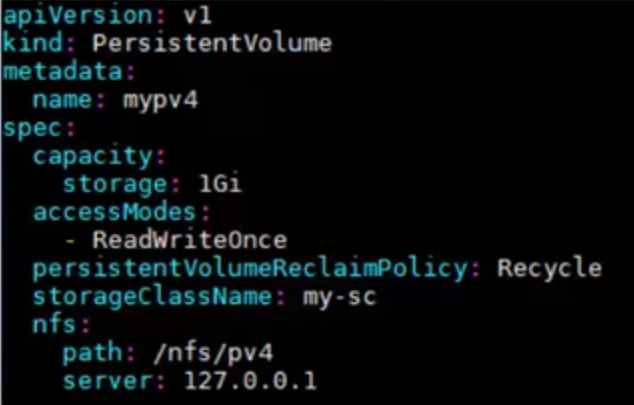 apiVersion: v1
kind: PersistentVolume
metadata:
  name: mypv4
spec:
  capacity:
    storage: 1Gi
  accessModes:
    - ReadWriteOnce
  persistentVolumeReclaimPolicy: Recycle
  storageClassName: my-sc
  nfs:
    path: /nfs/pv4
    server: 127.0.0.1